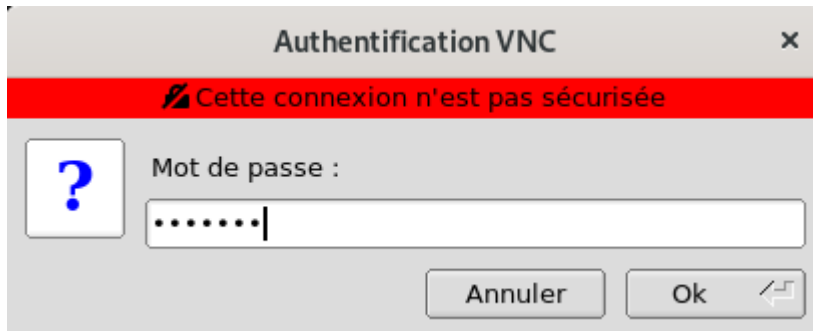 Authentification VNC
Cette connexion n'est pas sécurisée
?
Mot de passe :
•••••••
Annuler
Ok